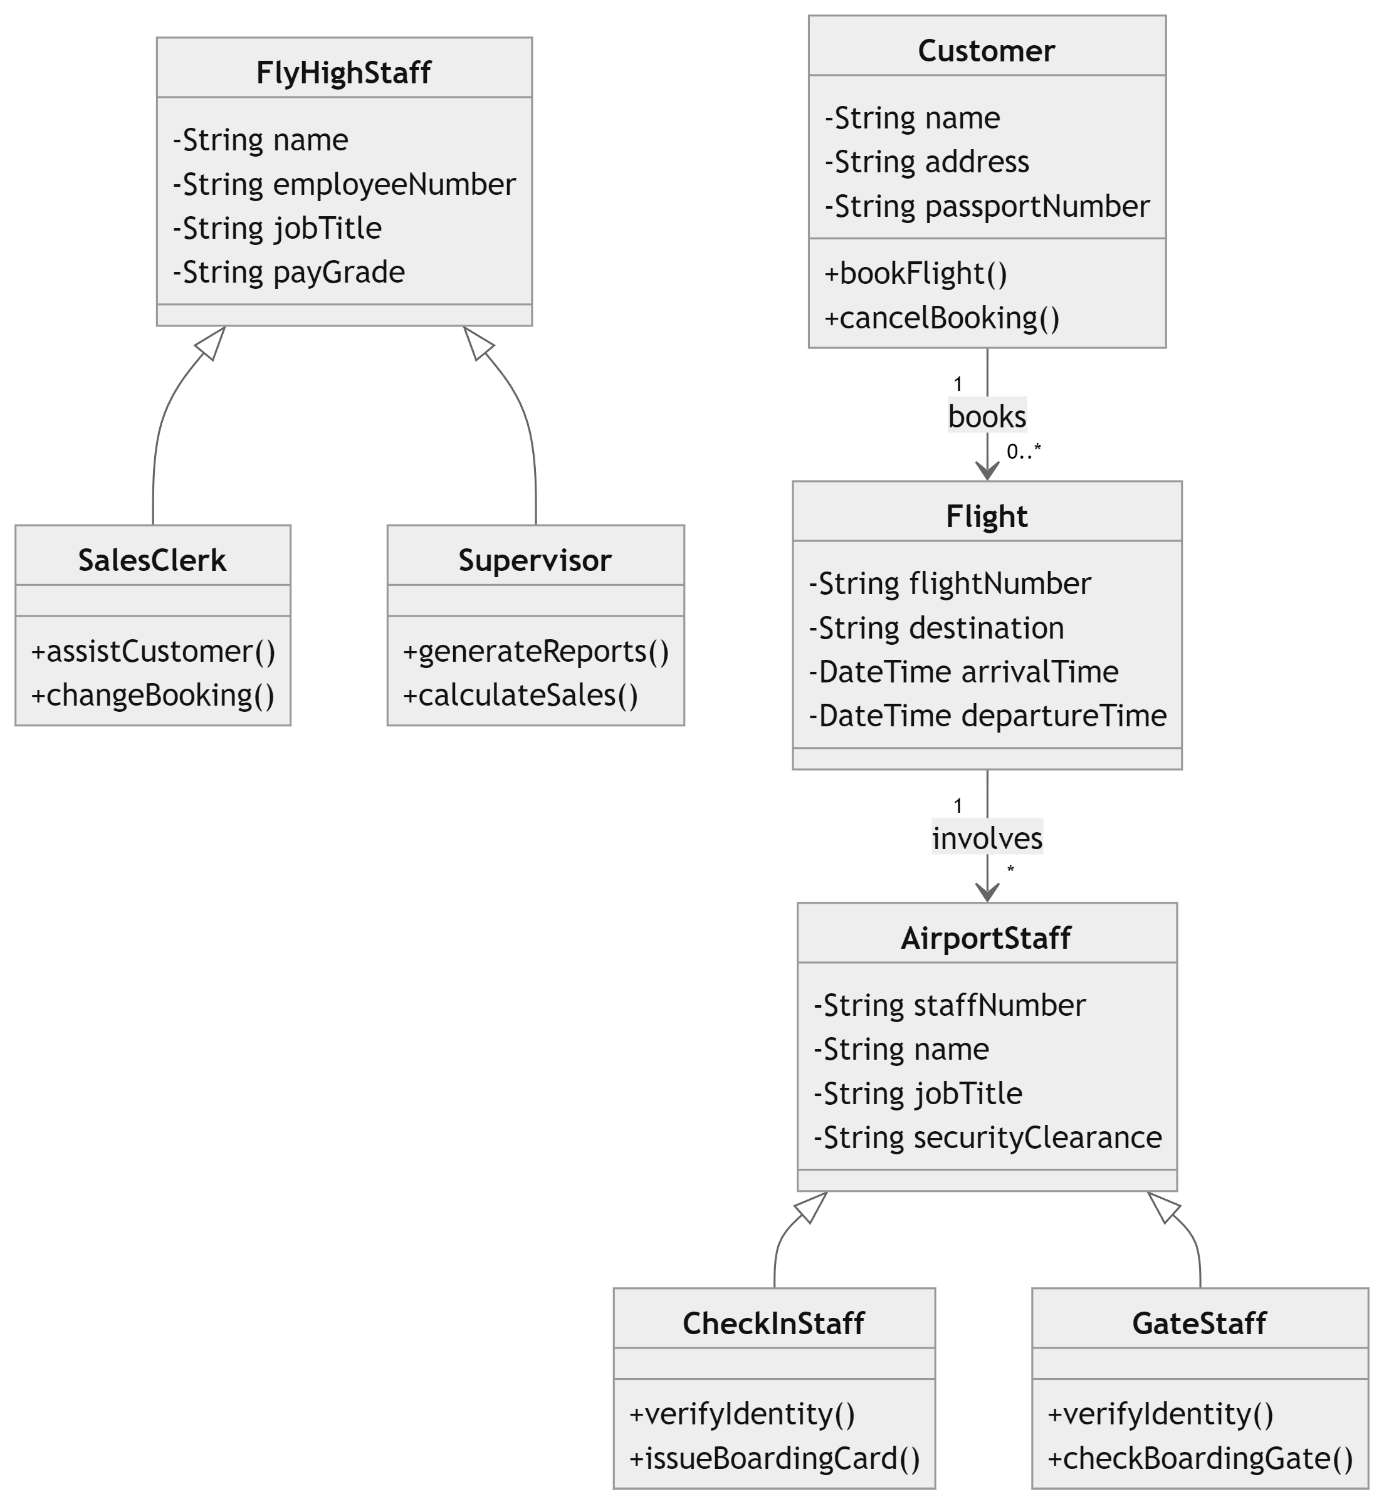 FlyHighStaff
-String name
-String employeeNumber
-String jobTitle
-String payGrade
Customer
-String name
-String address
-String passportNumber
+bookFlight()
+cancelBooking()
1
books
0..*
SalesClerk
+assistCustomer()
+changeBooking()
Supervisor
+generateReports()
+calculateSales()
Flight
-String flightNumber
-String destination
-DateTime arrivalTime
-DateTime departureTime
1
involves
*
AirportStaff
-String staffNumber
-String name
-String jobTitle
-String securityClearance
CheckInStaff
+verifyIdentity()
+issueBoardingCard()
GateStaff
+verifyIdentity()
+checkBoardingGate()